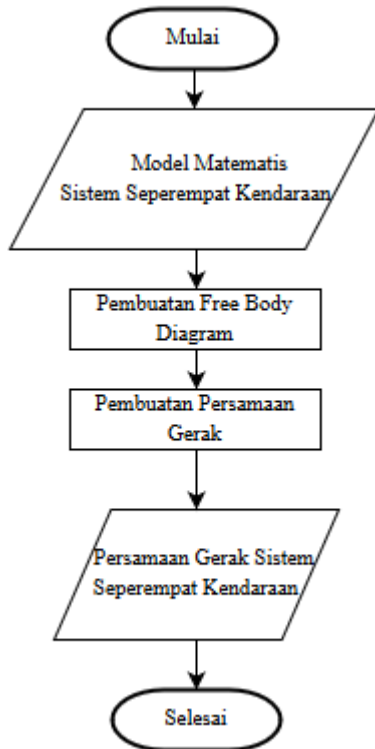 Mulai
Model Matematis
Sistem Seperempat Kendaraan
Pembuatan Free Body
Diagram
Pembuatan Persamaan
Gerak
Persamaan Gerak Sistem
Seperempat Kendaraan
Selesai